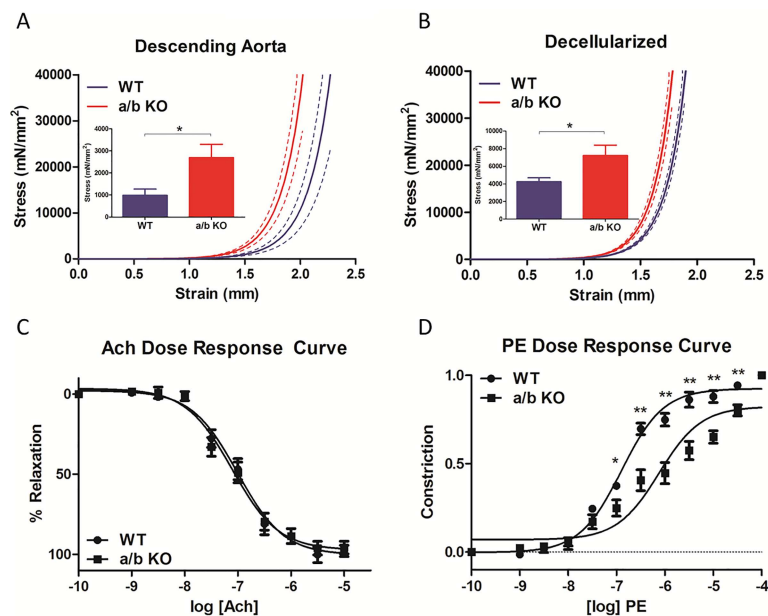 A
Descending Aorta
WT
a/b KO
Stress (mN/mm²)
40000
30000
20000
10000
0
0.0 0.5 1.0 1.5 2.0 2.5
Strain (mm)
Stress (mN/mm²)
4000
3000
2000
1000
0
*
WT a/b KO
B
Decellularized
WT
a/b KO
Stress (mN/mm²)
40000
30000
20000
10000
0
0.0 0.5 1.0 1.5 2.0 2.5
Strain (mm)
Stress (mN/mm²)
10000
8000
6000
4000
2000
0
*
WT a/b KO
C
Ach Dose Response Curve
% Relaxation
0
50
100
WT
a/b KO
-10 -9 -8 -7 -6 -5
log [Ach]
D
PE Dose Response Curve
WT
a/b KO
Constriction
1.0
0.5
0.0
* ** ** ** ** **
-10 -9 -8 -7 -6 -5 -4
[log] PE